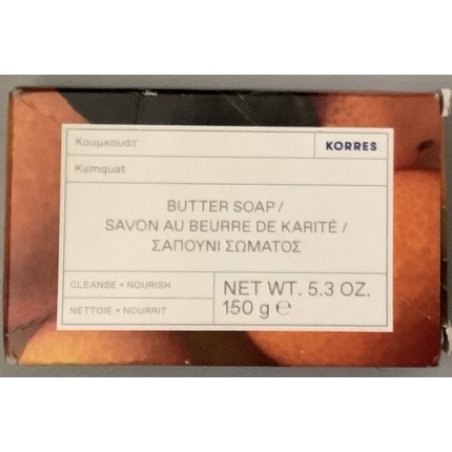 Κουμκουάτ
KORRES
Kumquat
BUTTER SOAP /
SAVON AU BEURRE DE KARITÉ /
ΣΑΠΟΥΝΙ ΣΩΜΑΤΟΣ
CLEANSE + NOURISH
NETTOIE + NOURRIT
NET WT. 5.3 OZ.
150 g ℮